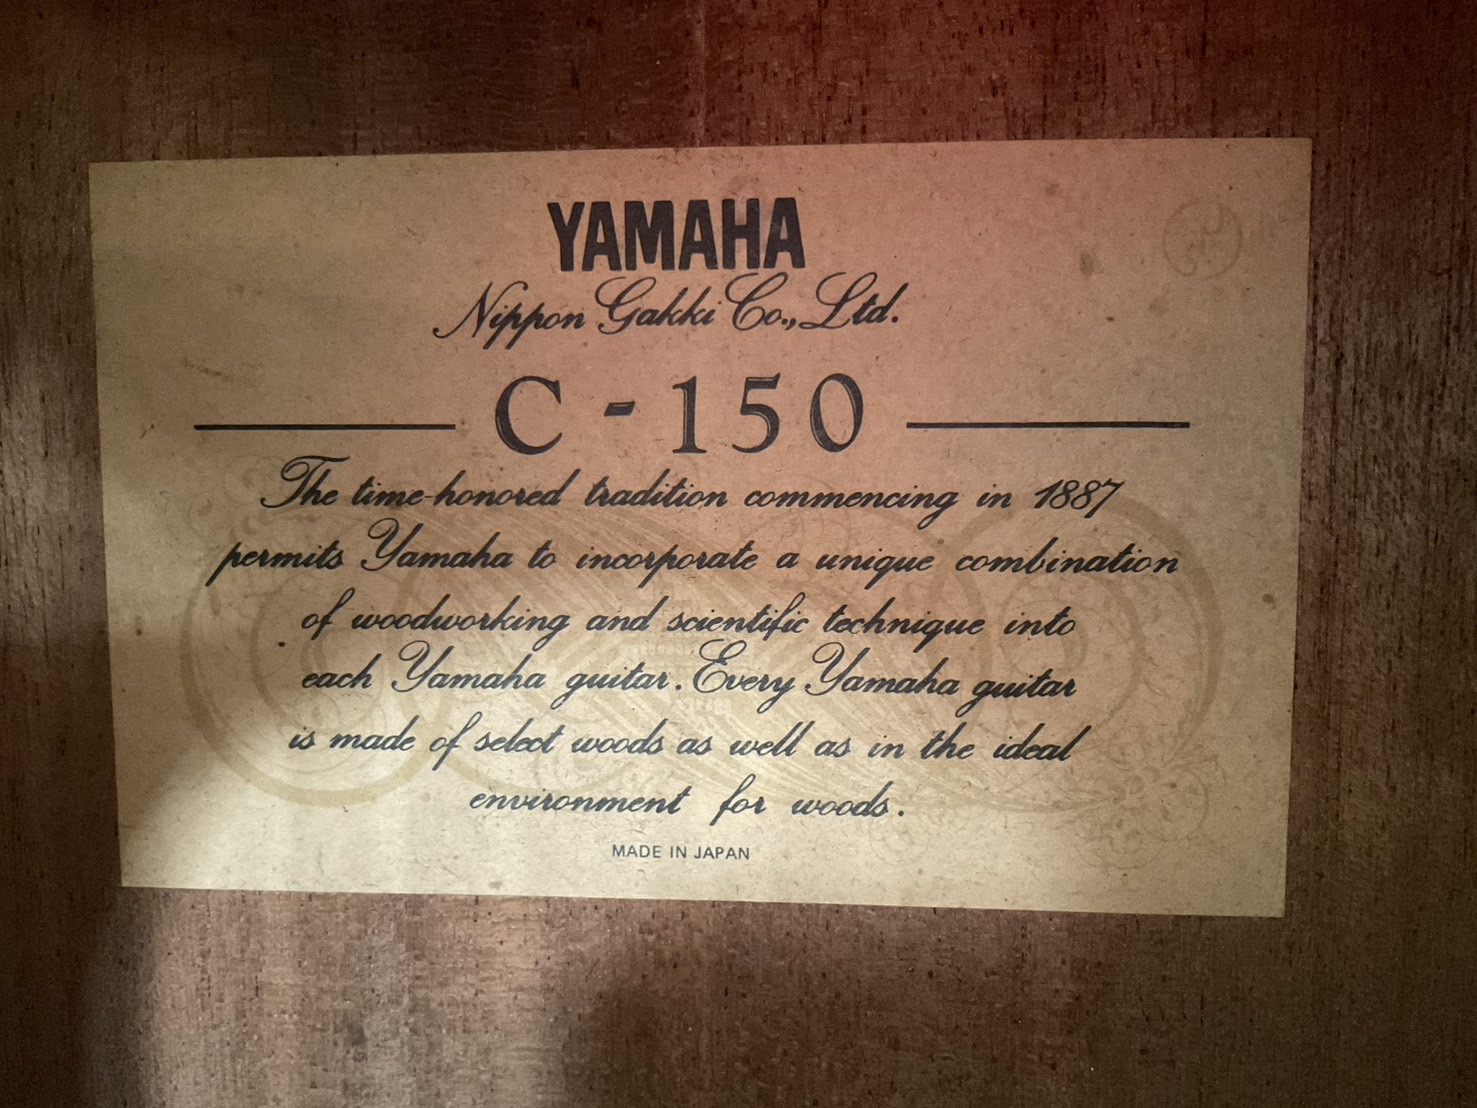 YAMAHA
Nippon Gakki Co., Ltd.
C-150
The time-honored tradition commencing in 1887
permits Yamaha to incorporate a unique combination
of woodworking and scientific technique into
each Yamaha guitar. Every Yamaha guitar
is made of select woods as well as in the ideal
environment for woods.
MADE IN JAPAN